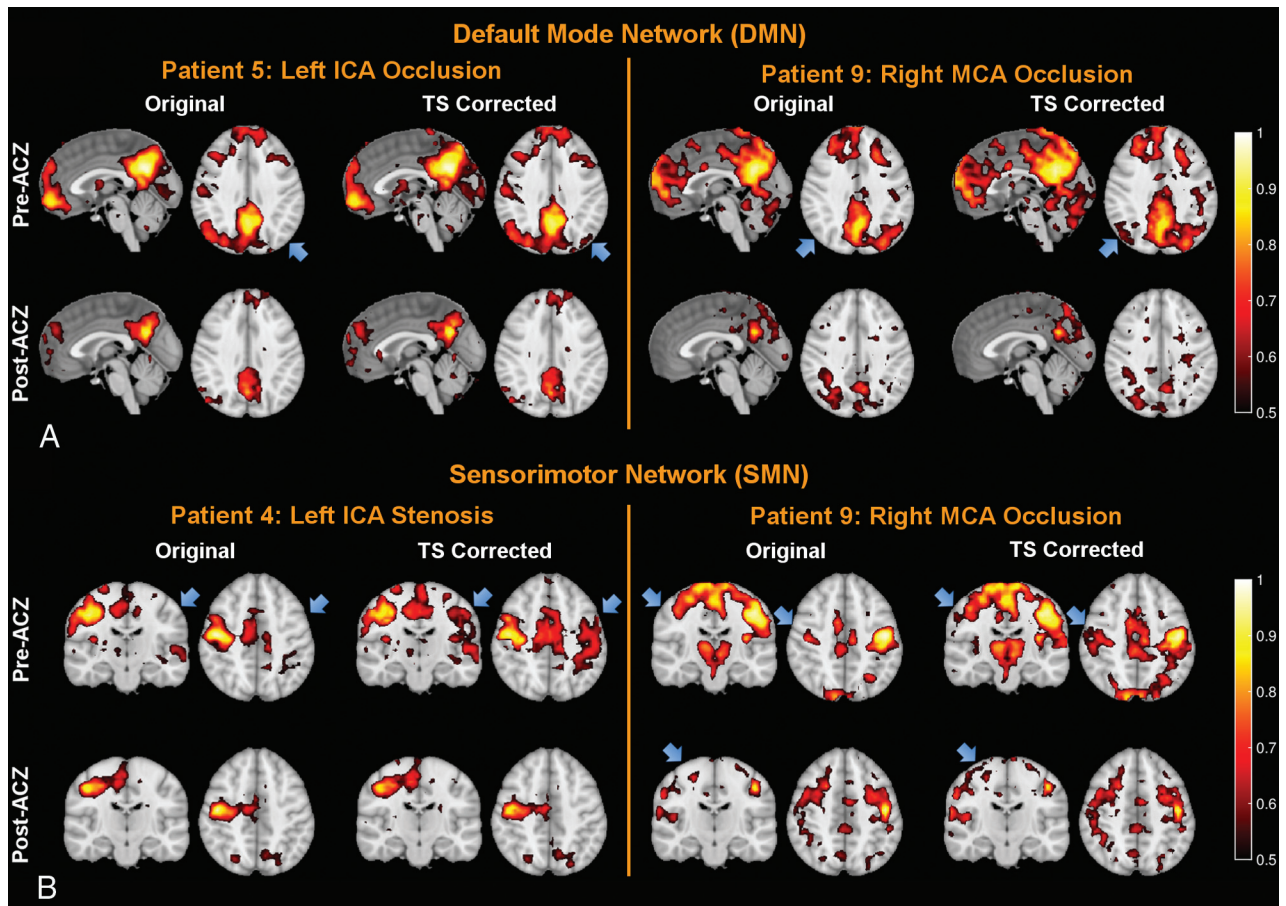 Default Mode Network (DMN)
Patient 5: Left ICA Occlusion
Patient 9: Right MCA Occlusion
Original
TS Corrected
Original
TS Corrected
Pre-ACZ
1
0.9
0.8
0.7
0.6
0.5
Post-ACZ
A
Sensorimotor Network (SMN)
Patient 4: Left ICA Stenosis
Patient 9: Right MCA Occlusion
Original
TS Corrected
Original
TS Corrected
Pre-ACZ
1
0.9
0.8
0.7
0.6
0.5
Post-ACZ
B